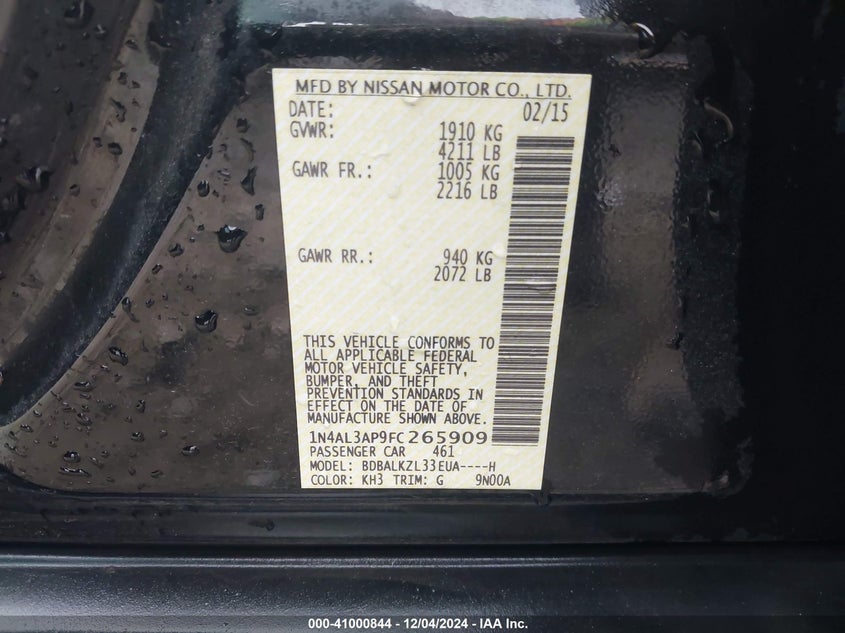 MFD BY NISSAN MOTOR CO., LTD.
DATE: 02/15
GVWR: 1910 KG
4211 LB
GAWR FR.: 1005 KG
2216 LB
GAWR RR.: 940 KG
2072 LB
THIS VEHICLE CONFORMS TO
ALL APPLICABLE FEDERAL
MOTOR VEHICLE SAFETY,
BUMPER, AND THEFT
PREVENTION STANDARDS IN
EFFECT ON THE DATE OF
MANUFACTURE SHOWN ABOVE.
1N4AL3AP9FC265909
PASSENGER CAR 461
MODEL: BDBALKZL33EUA----H
COLOR: KH3 TRIM: G 9N00A
000-41000844 - 12/04/2024 - IAA Inc.